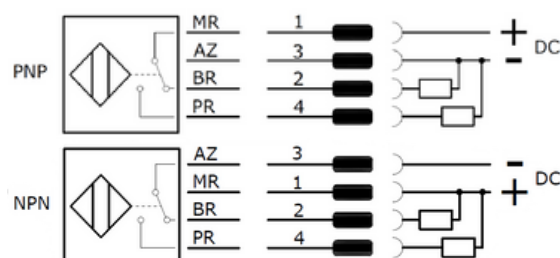 MR 1 +
PNP AZ 3 - DC
BR 2
PR 4
AZ 3 -
NPN MR 1 + DC
BR 2
PR 4